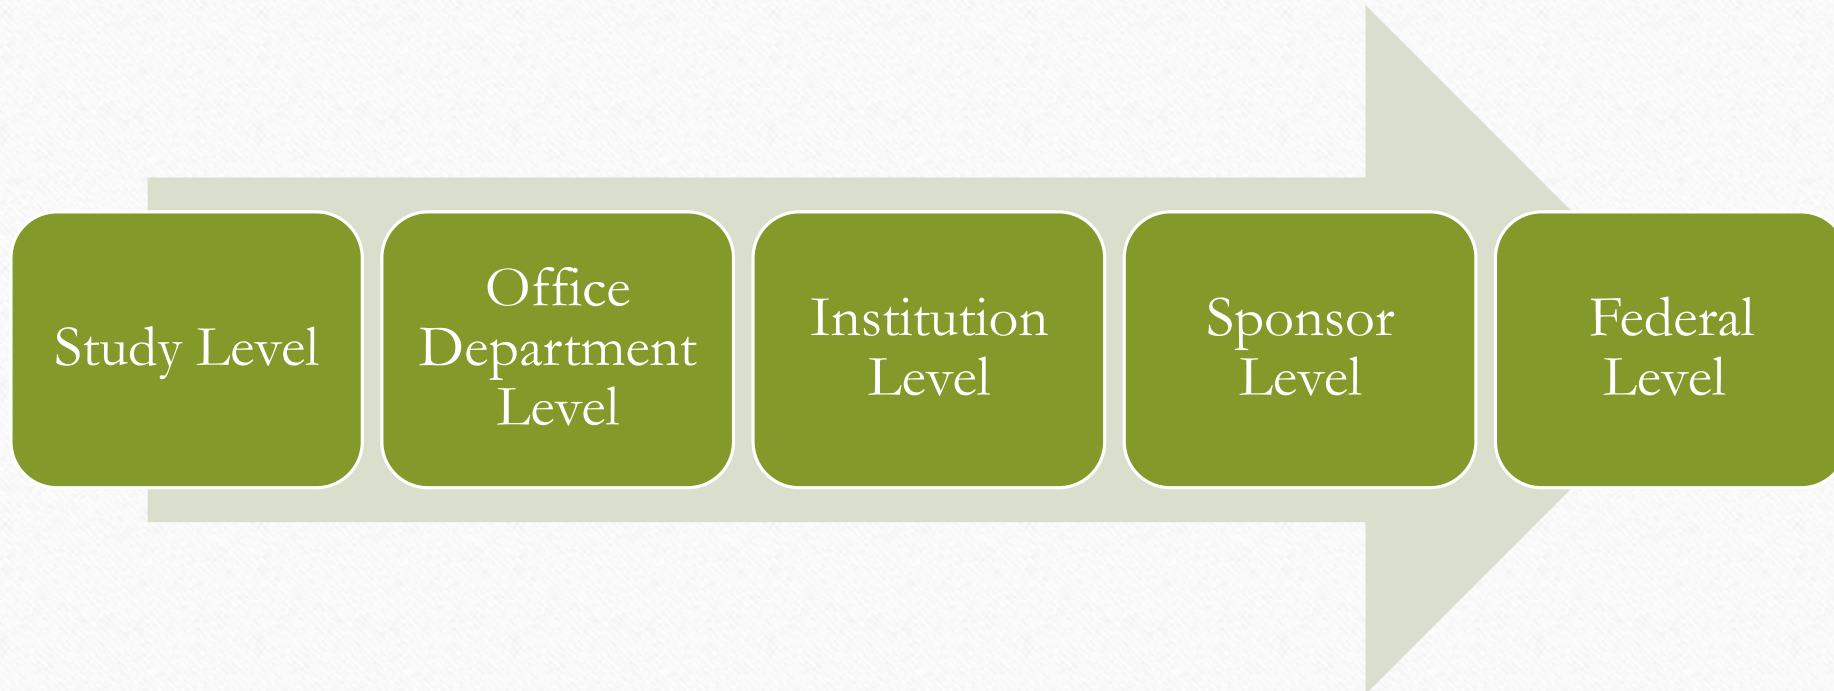 Study Level
Office
Department
Level
Institution
Level
Sponsor
Level
Federal
Level